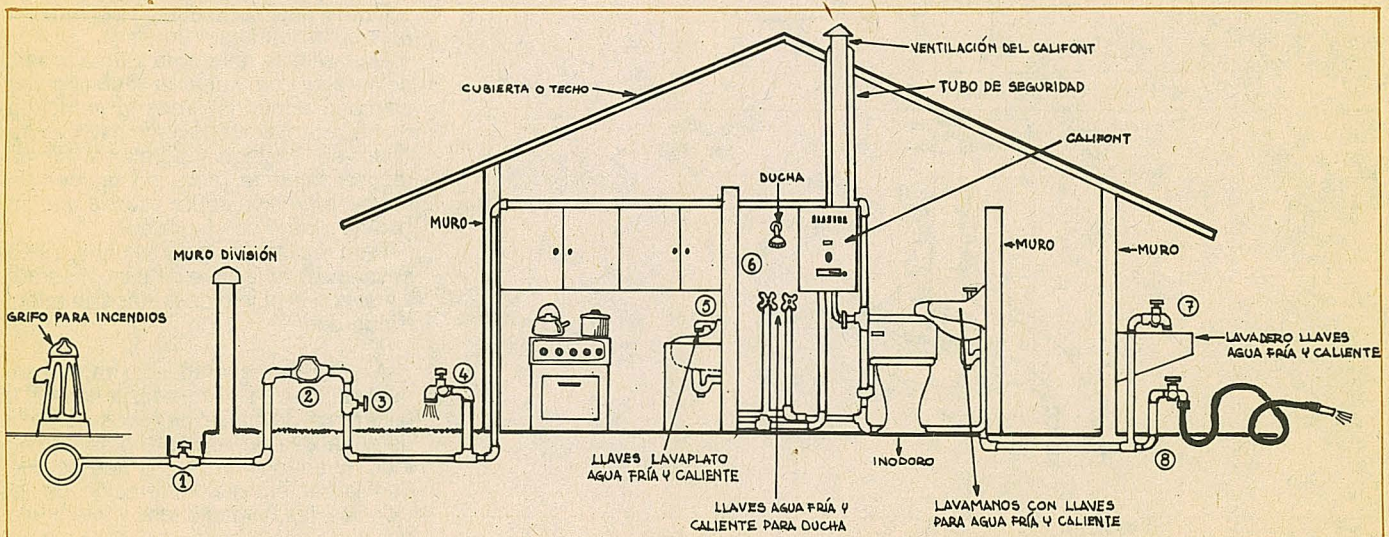 VENTILACIÓN DEL CALIFONT
TUBO DE SEGURIDAD
CUBIERTA O TECHO
CALIFONT
DUCHA
MURO
MURO
MURO
MURO DIVISIÓN
GRIFO PARA INCENDIOS
LAVADERO LLAVES
AGUA FRÍA Y CALIENTE
1
2
3
4
5
6
7
8
LLAVES LAVAPLATO
AGUA FRÍA Y CALIENTE
INODORO
LLAVES AGUA FRÍA Y
CALIENTE PARA DUCHA
LAVAMANOS CON LLAVES
PARA AGUA FRÍA Y CALIENTE